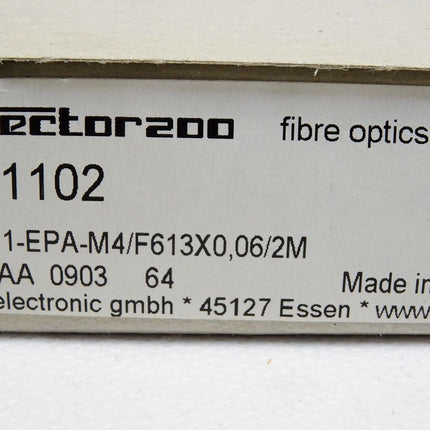 ector200 fibre optics
1102
1-EPA-M4/F613X0,06/2M
AA 0903 64 Made in
electronic gmbh * 45127 Essen * www.